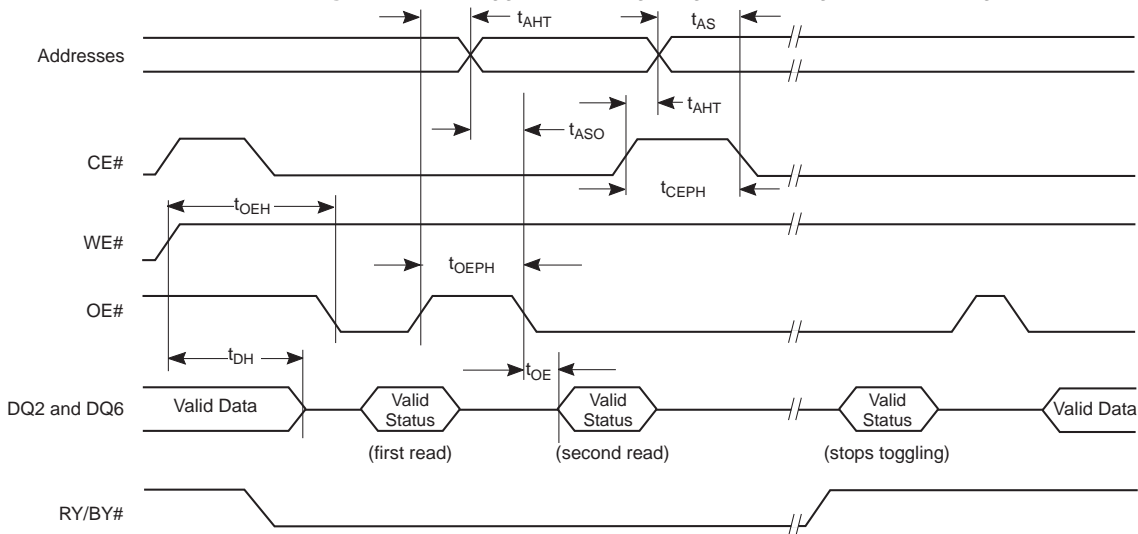 tAHT
tAS
Addresses
tAHT
tASO
CE#
tCEPH
tOEH
WE#
tOEPH
OE#
tDH
tOE
DQ2 and DQ6
Valid Data
Valid
Status
Valid
Status
Valid
Status
Valid Data
(first read)
(second read)
(stops toggling)
RY/BY#